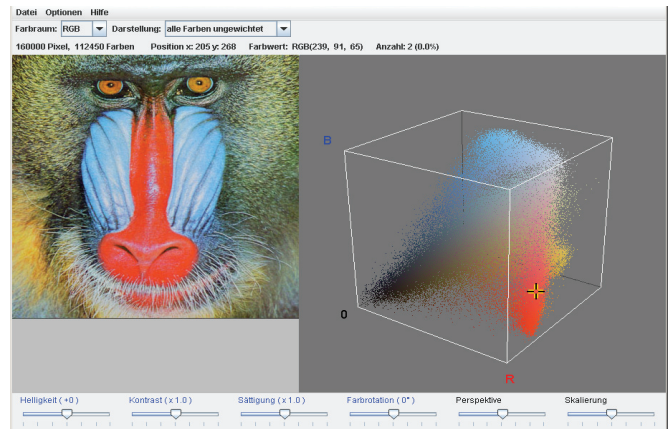 Datei Optionen Hilfe
Farbraum: RGB Darstellung: alle Farben ungewichtet
160000 Pixel, 112450 Farben Position x: 205 y: 268 Farbwert: RGB(239, 91, 65) Anzahl: 2 (0.0%)
B
0
R
Helligkeit (+0) Kontrast (x 1.0) Sättigung (x 1.0) Farbrotation (0°) Perspektive Skalierung